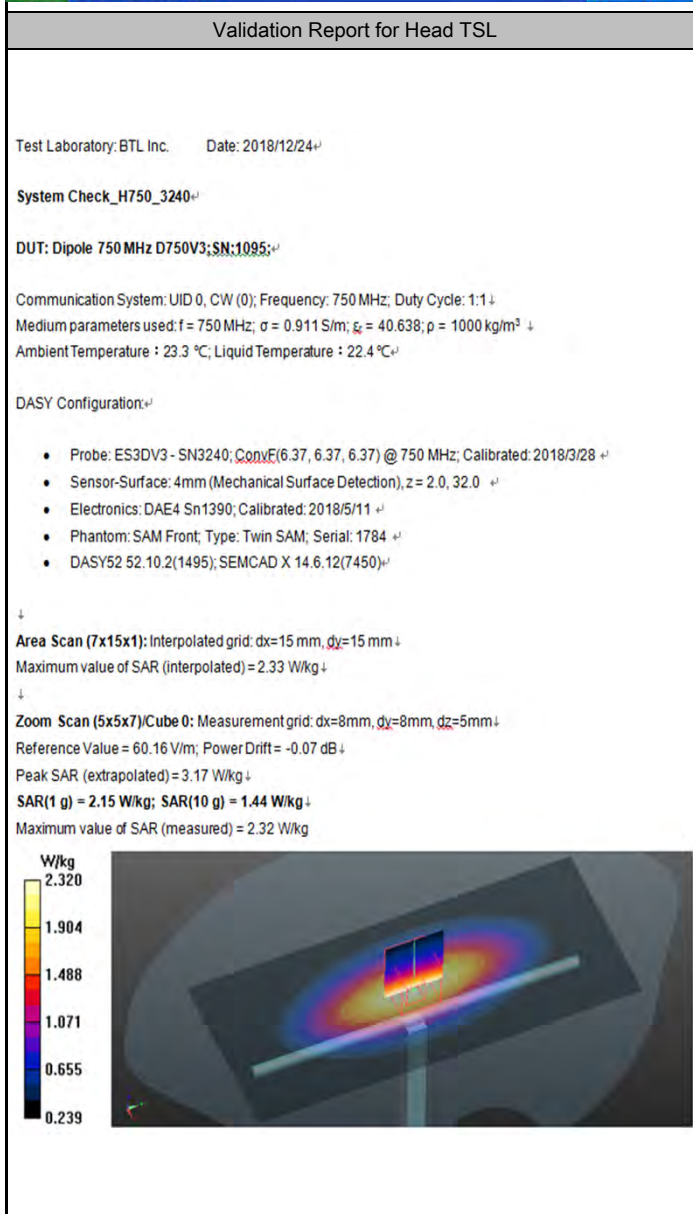 Validation Report for Head TSL
Test Laboratory: BTL Inc. Date: 2018/12/24↵
System Check_H750_3240↵
DUT: Dipole 750 MHz D750V3;SN:1095;↵
Communication System: UID 0, CW (0); Frequency: 750 MHz; Duty Cycle: 1:1↓
Medium parameters used: f = 750 MHz; σ = 0.911 S/m; εr = 40.638; ρ = 1000 kg/m³ ↓
Ambient Temperature：23.3 ℃; Liquid Temperature：22.4 ℃↵
DASY Configuration:↵
• Probe: ES3DV3 - SN3240; ConvF(6.37, 6.37, 6.37) @ 750 MHz; Calibrated: 2018/3/28 ↵
• Sensor-Surface: 4mm (Mechanical Surface Detection), z = 2.0, 32.0 ↵
• Electronics: DAE4 Sn1390; Calibrated: 2018/5/11 ↵
• Phantom: SAM Front; Type: Twin SAM; Serial: 1784 ↵
• DASY52 52.10.2(1495); SEMCAD X 14.6.12(7450)↵
↓
Area Scan (7x15x1): Interpolated grid: dx=15 mm, dy=15 mm↓
Maximum value of SAR (interpolated) = 2.33 W/kg↓
↓
Zoom Scan (5x5x7)/Cube 0: Measurement grid: dx=8mm, dy=8mm, dz=5mm↓
Reference Value = 60.16 V/m; Power Drift = -0.07 dB↓
Peak SAR (extrapolated) = 3.17 W/kg↓
SAR(1 g) = 2.15 W/kg; SAR(10 g) = 1.44 W/kg↓
Maximum value of SAR (measured) = 2.32 W/kg
W/kg
2.320
1.904
1.488
1.071
0.655
0.239